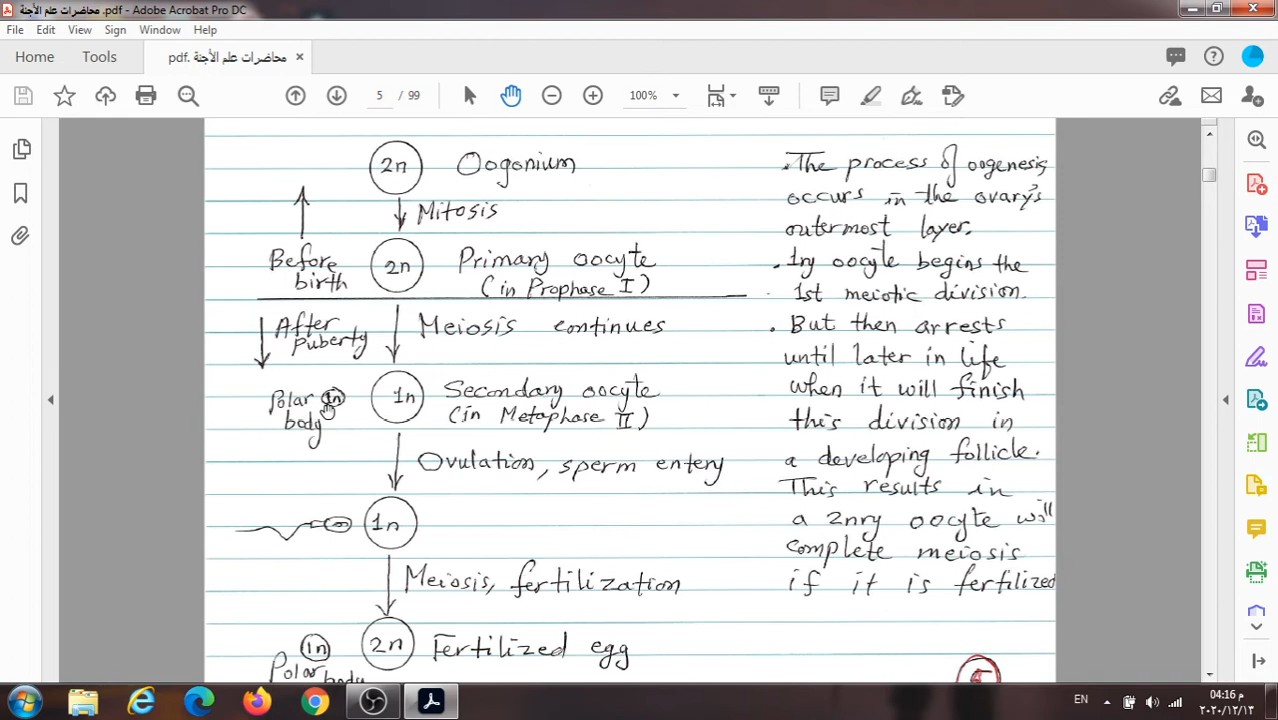 محاضرات علم الأجنة .pdf - Adobe Acrobat Pro DC
File Edit View Sign Window Help
Home Tools محاضرات علم الأجنة .pdf ×
5 / 99 100%
2n Oogonium
Mitosis
Before birth
2n Primary oocyte
(in Prophase I)
After Puberty
Meiosis continues
Polar body 1n
1n Secondary oocyte
(in Metaphase II)
Ovulation, sperm entery
1n
Meiosis, fertilization
1n Polar body
2n Fertilized egg
. The process of oogenesis
occurs in the ovary's
outermost layer.
. 1ry oocyte begins the
1st meiotic division.
. But then arrests
until later in life
when it will finish
this division in
a developing follicle.
This results in
a 2nry oocyte will
complete meiosis
if it is fertilized
5
EN
04:16 م
٢٠٢٠/١٢/١٣